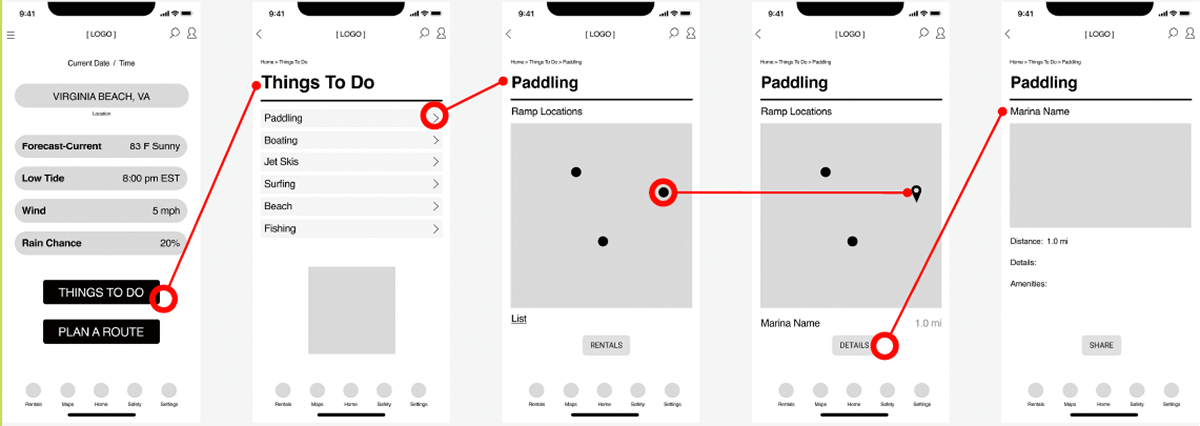 9:41
[ LOGO ]
Current Date / Time
VIRGINIA BEACH, VA
Location
Forecast-Current 83 F Sunny
Low Tide 8:00 pm EST
Wind 5 mph
Rain Chance 20%
THINGS TO DO
PLAN A ROUTE
Rentals Maps Home Safety Settings
9:41
[ LOGO ]
Home > Things To Do
Things To Do
Paddling
Boating
Jet Skis
Surfing
Beach
Fishing
Rentals Maps Home Safety Settings
9:41
[ LOGO ]
Home > Things To Do > Paddling
Paddling
Ramp Locations
List
RENTALS
Rentals Maps Home Safety Settings
9:41
[ LOGO ]
Home > Things To Do > Paddling
Paddling
Ramp Locations
Marina Name 1.0 mi
DETAILS
Rentals Maps Home Safety Settings
9:41
[ LOGO ]
Home > Things To Do > Paddling
Paddling
Marina Name
Distance: 1.0 mi
Details:
Amenities:
SHARE
Rentals Maps Home Safety Settings